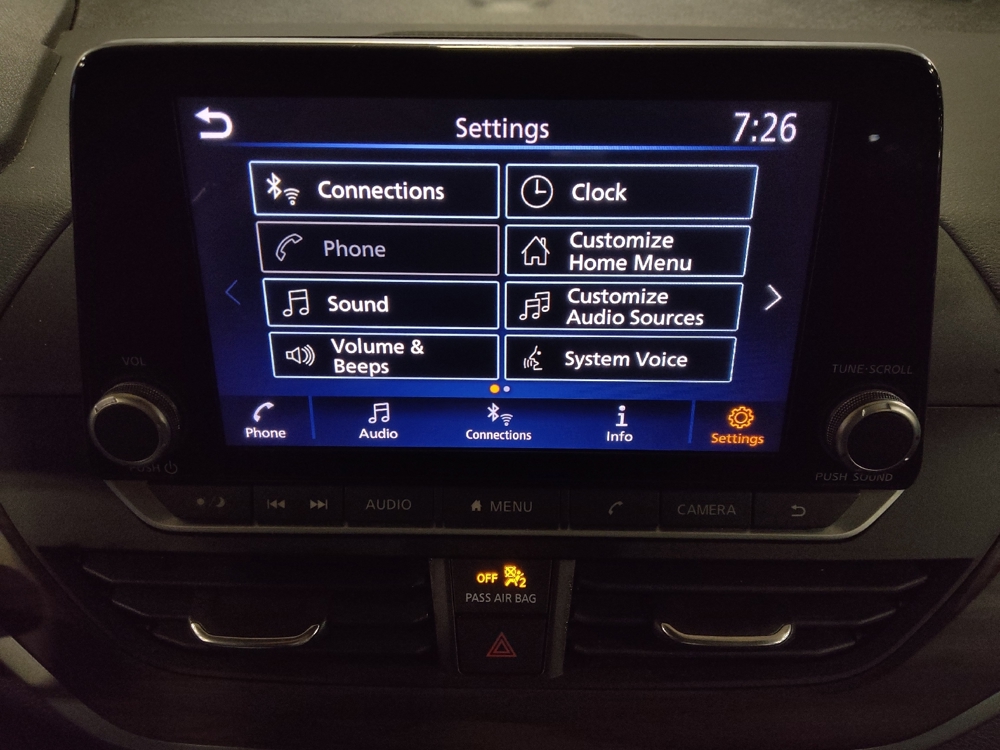 Settings
7:26
Connections
Clock
Phone
Customize
Home Menu
Sound
Customize
Audio Sources
Volume &
Beeps
System Voice
Phone
Audio
Connections
Info
Settings
VOL
PUSH
TUNE·SCROLL
PUSH SOUND
AUDIO
MENU
CAMERA
OFF
2
PASS AIR BAG